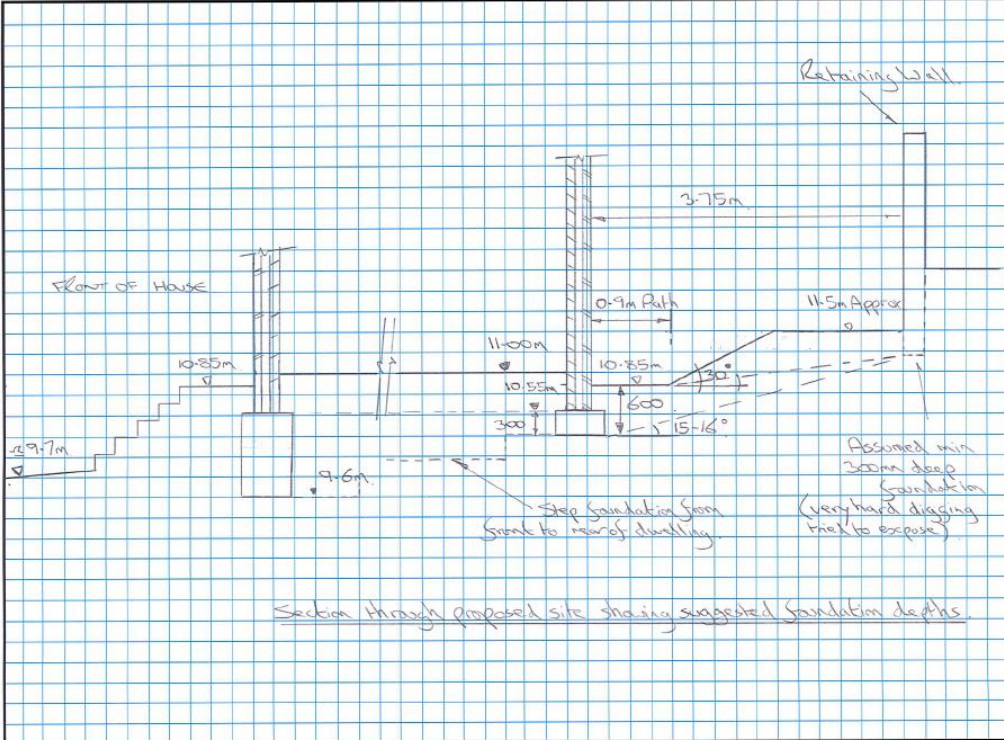 Retaining Wall.
3.75m
FRONT OF HOUSE
0.9m Path
11.5m Approx
11.00m
10.85m
10.85m
30°
10.55m
600
300
15-16°
≈9.7m
9.6m
Assumed min
300mm deep
foundation
(very hard digging
tried to expose)
Step foundation from
front to rear of dwelling.
Section through proposed site showing suggested foundation depths.